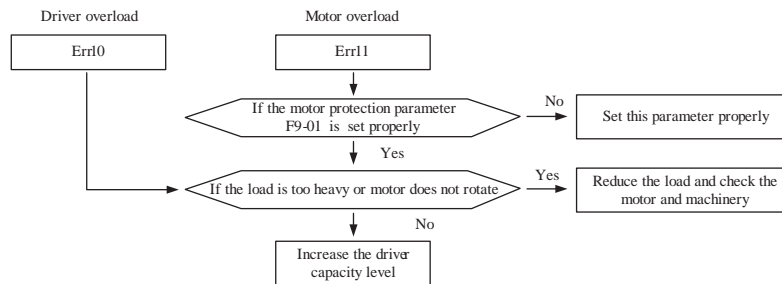 Driver overload
Motor overload
Err10
Err11
If the motor protection parameter
F9-01 is set properly
No
Set this parameter properly
Yes
If the load is too heavy or motor does not rotate
Yes
Reduce the load and check the
motor and machinery
No
Increase the driver
capacity level